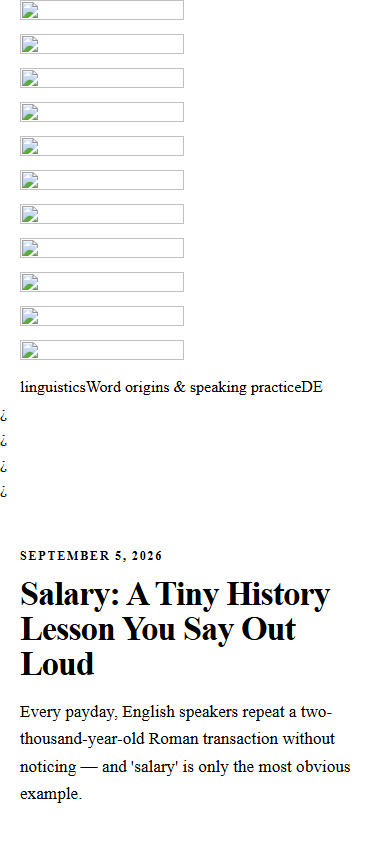 linguisticsWord origins & speaking practiceDE
¿
¿
¿
¿
SEPTEMBER 5, 2026
Salary: A Tiny History
Lesson You Say Out
Loud
Every payday, English speakers repeat a two-
thousand-year-old Roman transaction without
noticing — and 'salary' is only the most obvious
example.